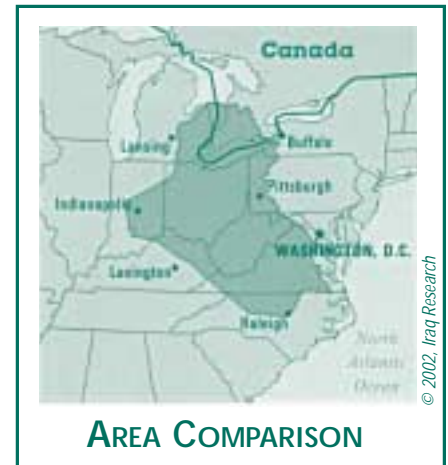 Canada
Lansing
Buffalo
Pittsburgh
Indianapolis
WASHINGTON, D.C.
Lexington
Raleigh
North
Atlantic
Ocean
© 2002, Iraq Research
AREA COMPARISON